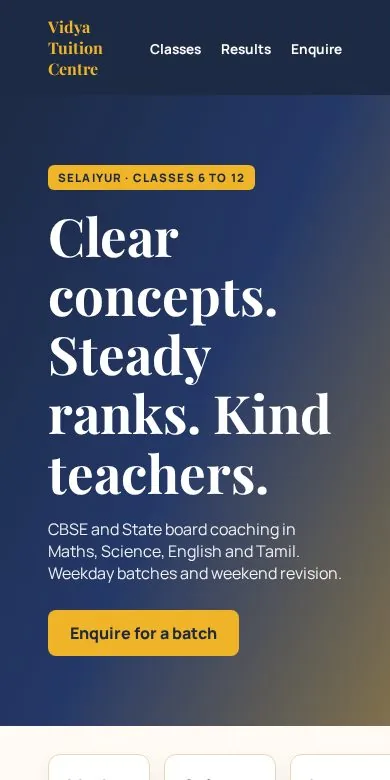 Vidya
Tuition
Centre
Classes Results Enquire
SELAIYUR · CLASSES 6 TO 12
Clear
concepts.
Steady
ranks. Kind
teachers.
CBSE and State board coaching in
Maths, Science, English and Tamil.
Weekday batches and weekend revision.
Enquire for a batch